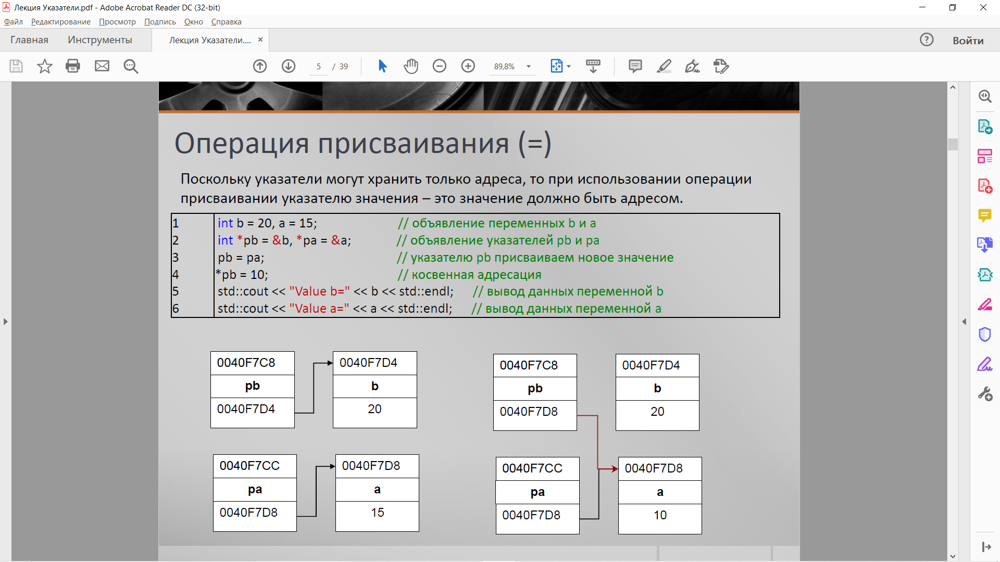 Лекция Указатели.pdf - Adobe Acrobat Reader DC (32-bit)
Файл Редактирование Просмотр Подпись Окно Справка
Главная Инструменты Лекция Указатели.... × ? Войти
5 / 39 89,8%
Операция присваивания (=)
Поскольку указатели могут хранить только адреса, то при использовании операции
присваивании указателю значения – это значение должно быть адресом.
1 int b = 20, a = 15; // объявление переменных b и a
2 int *pb = &b, *pa = &a; // объявление указателей pb и pa
3 pb = pa; // указателю pb присваиваем новое значение
4 *pb = 10; // косвенная адресация
5 std::cout << "Value b=" << b << std::endl; // вывод данных переменной b
6 std::cout << "Value a=" << a << std::endl; // вывод данных переменной a
0040F7C8 0040F7D4 0040F7C8 0040F7D4
pb b pb b
0040F7D4 20 0040F7D8 20
0040F7CC 0040F7D8 0040F7CC 0040F7D8
pa a pa a
0040F7D8 15 0040F7D8 10